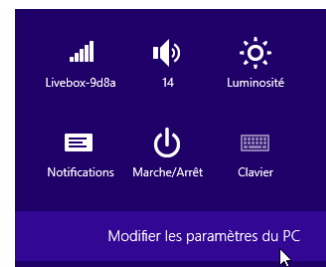 Livebox-9d8a 14 Luminosité
Notifications Marche/Arrêt Clavier
Modifier les paramètres du PC